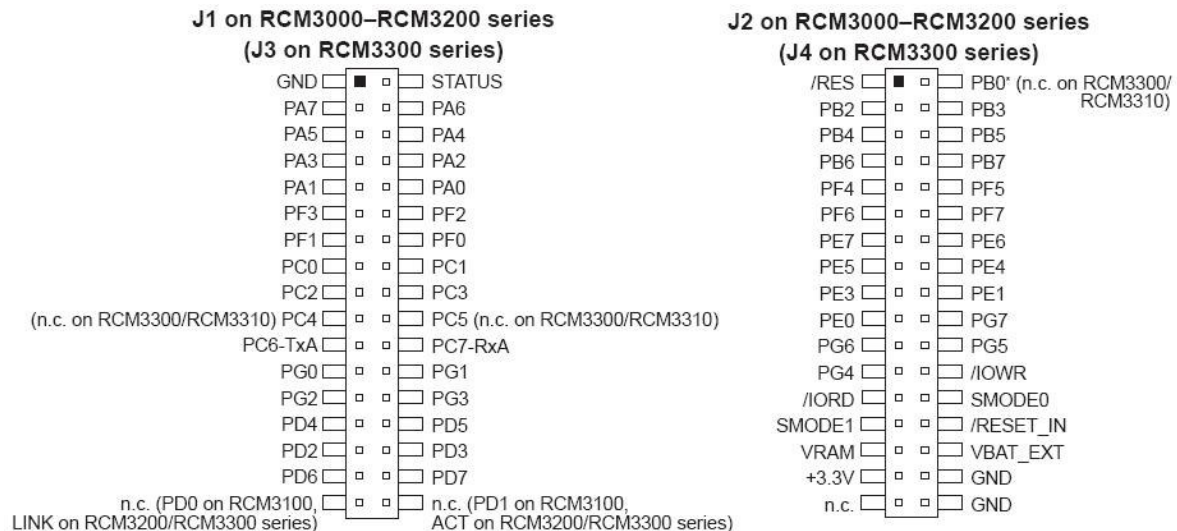 J1 on RCM3000–RCM3200 series
(J3 on RCM3300 series)
GND STATUS
PA7 PA6
PA5 PA4
PA3 PA2
PA1 PA0
PF3 PF2
PF1 PF0
PC0 PC1
PC2 PC3
(n.c. on RCM3300/RCM3310) PC4 PC5 (n.c. on RCM3300/RCM3310)
PC6-TxA PC7-RxA
PG0 PG1
PG2 PG3
PD4 PD5
PD2 PD3
PD6 PD7
n.c. (PD0 on RCM3100, n.c. (PD1 on RCM3100,
LINK on RCM3200/RCM3300 series) ACT on RCM3200/RCM3300 series)
J2 on RCM3000–RCM3200 series
(J4 on RCM3300 series)
/RES PB0* (n.c. on RCM3300/
RCM3310)
PB2 PB3
PB4 PB5
PB6 PB7
PF4 PF5
PF6 PF7
PE7 PE6
PE5 PE4
PE3 PE1
PE0 PG7
PG6 PG5
PG4 /IOWR
/IORD SMODE0
SMODE1 /RESET_IN
VRAM VBAT_EXT
+3.3V GND
n.c. GND